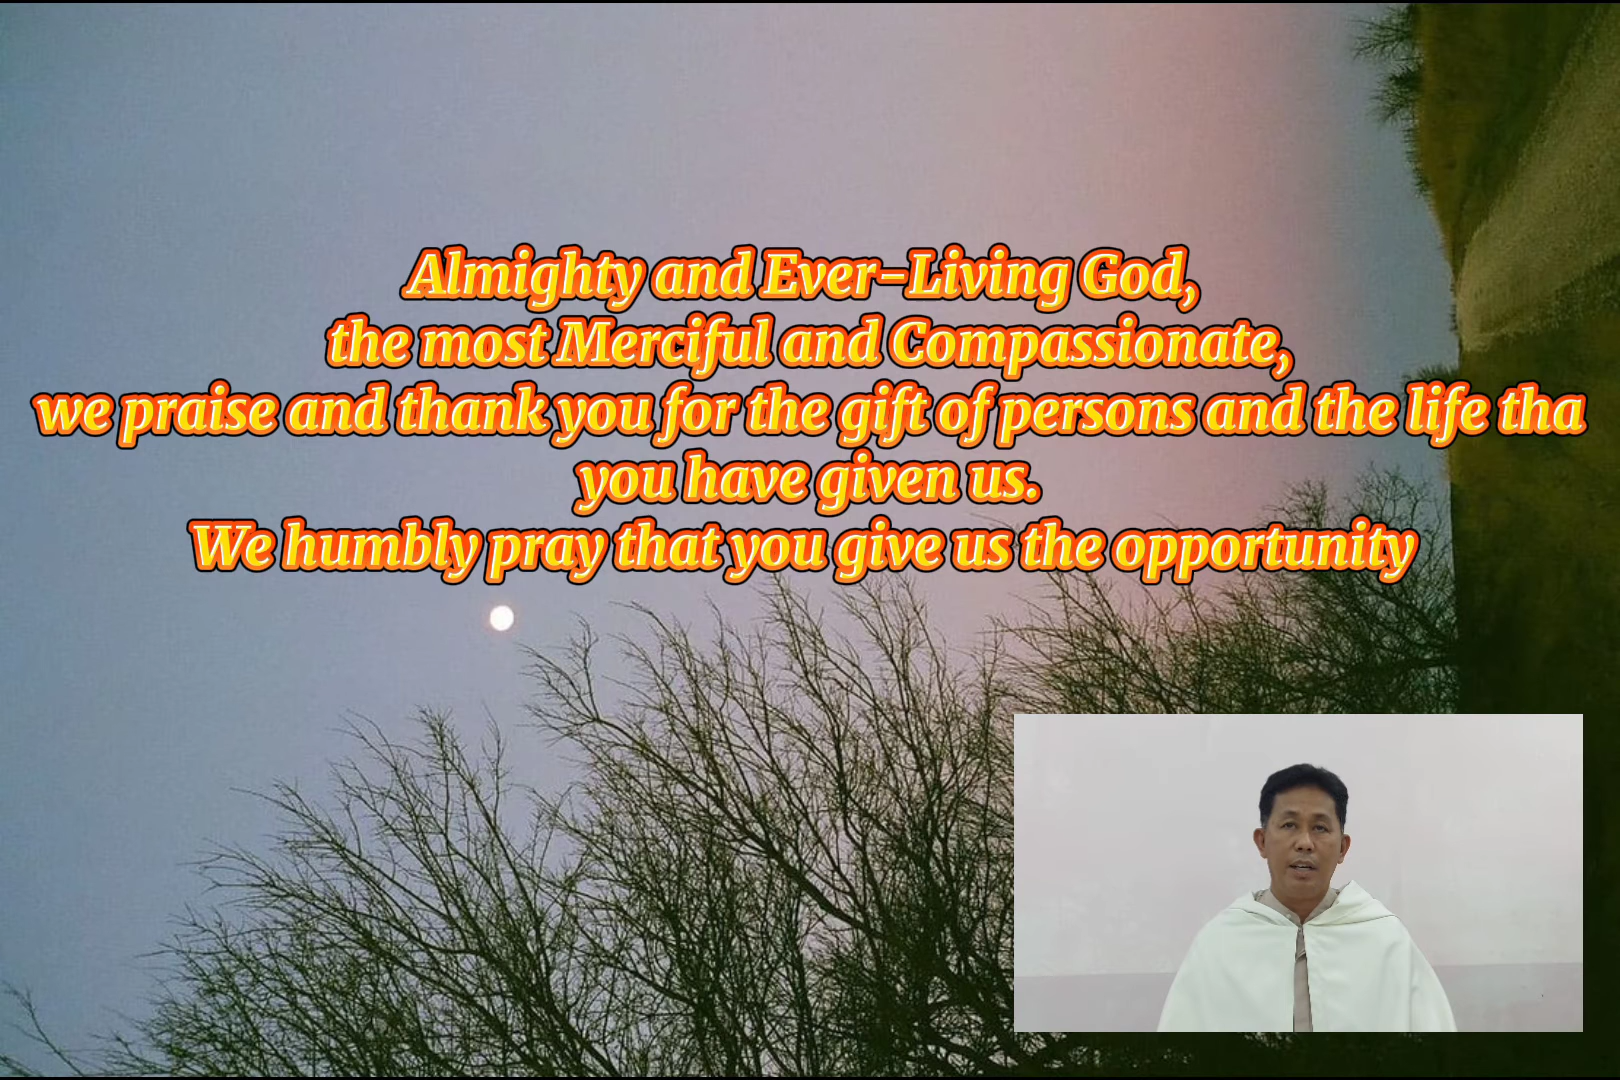 Almighty and Ever-Living God,
the most Merciful and Compassionate,
we praise and thank you for the gift of persons and the life tha
you have given us.
We humbly pray that you give us the opportunity